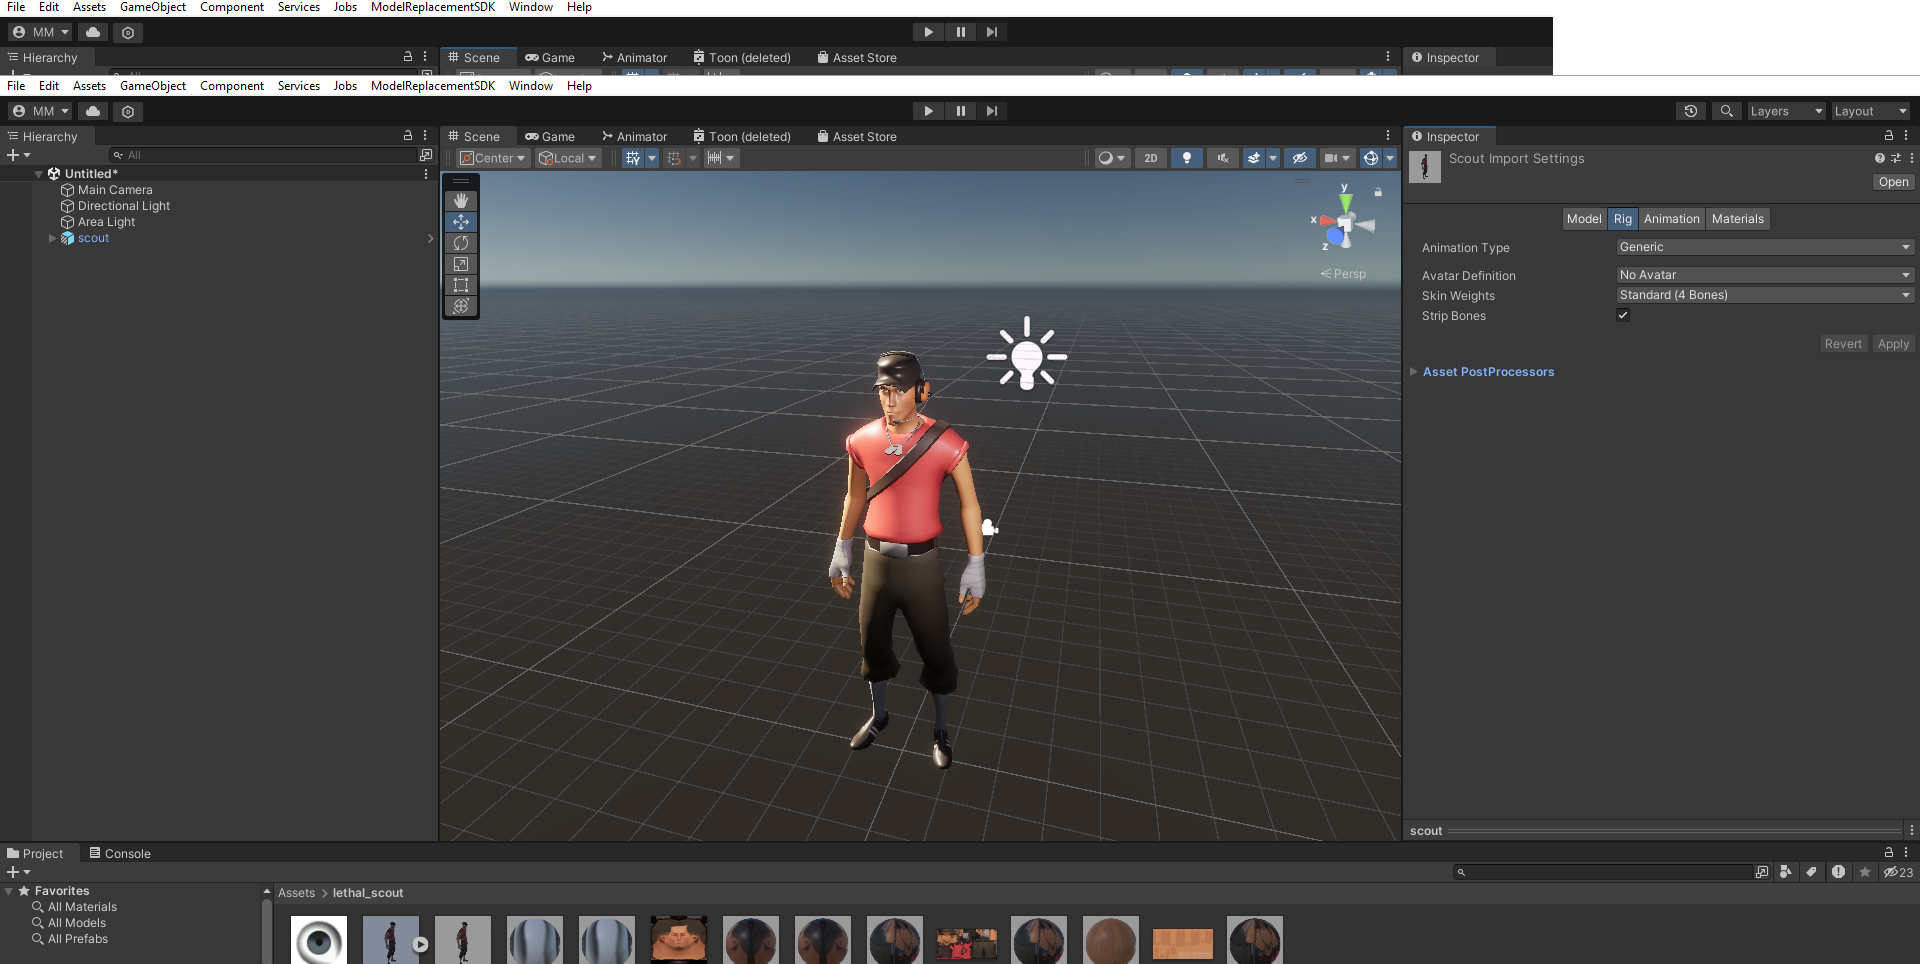 File Edit Assets GameObject Component Services Jobs ModelReplacementSDK Window Help
MM
Hierarchy Scene Game Animator Toon (deleted) Asset Store Inspector
File Edit Assets GameObject Component Services Jobs ModelReplacementSDK Window Help
MM Layers Layout
Hierarchy Scene Game Animator Toon (deleted) Asset Store Inspector
All Center Local 2D
Scout Import Settings
Open
Untitled*
Main Camera
Directional Light
Area Light
scout
y
x
z
Persp
Model Rig Animation Materials
Animation Type Generic
Avatar Definition No Avatar
Skin Weights Standard (4 Bones)
Strip Bones
Revert Apply
Asset PostProcessors
scout
Project Console
23
Favorites
All Materials
All Models
All Prefabs
Assets > lethal_scout